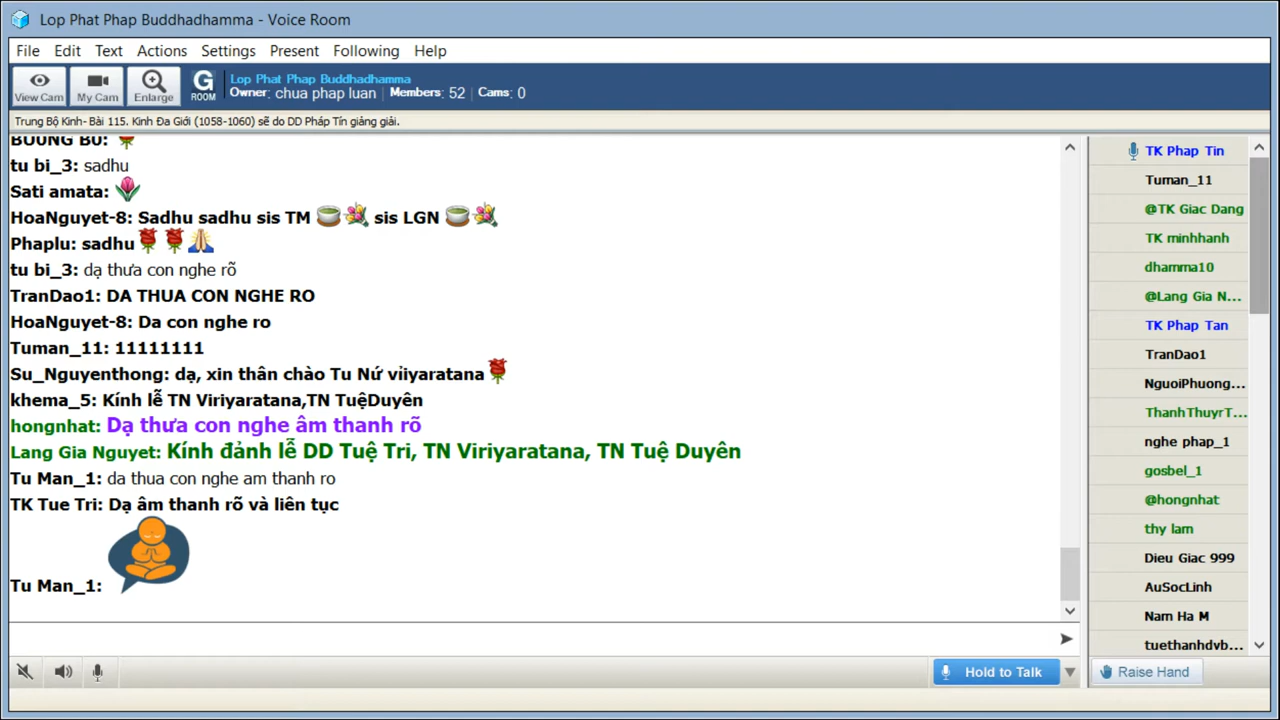 Lop Phat Phap Buddhadhamma - Voice Room
File Edit Text Actions Settings Present Following Help
View Cam My Cam Enlarge G ROOM
Lop Phat Phap Buddhadhamma
Owner: chua phap luan | Members: 52 | Cams: 0
Trung Bộ Kinh- Bài 115. Kinh Đa Giới (1058-1060) sẽ do DD Pháp Tín giảng giải.
tu bi_3: sadhu
Sati amata:
HoaNguyet-8: Sadhu sadhu sis TM sis LGN
Phaplu: sadhu
tu bi_3: dạ thưa con nghe rõ
TranDao1: DA THUA CON NGHE RO
HoaNguyet-8: Da con nghe ro
Tuman_11: 11111111
Su_Nguyenthong: dạ, xin thân chào Tu Nứ viỉyaratana
khema_5: Kính lễ TN Viriyaratana,TN TuệDuyên
hongnhat: Dạ thưa con nghe âm thanh rõ
Lang Gia Nguyet: Kính đảnh lễ DD Tuệ Tri, TN Viriyaratana, TN Tuệ Duyên
Tu Man_1: da thua con nghe am thanh ro
TK Tue Tri: Dạ âm thanh rõ và liên tục
Tu Man_1:
TK Phap Tin
Tuman_11
@TK Giac Dang
TK minhhanh
dhamma10
@Lang Gia N...
TK Phap Tan
TranDao1
NguoiPhuong...
ThanhThuyrT...
nghe phap_1
gosbel_1
@hongnhat
thy lam
Dieu Giac 999
AuSocLinh
Nam Ha M
tuethanhdvb...
Hold to Talk
Raise Hand